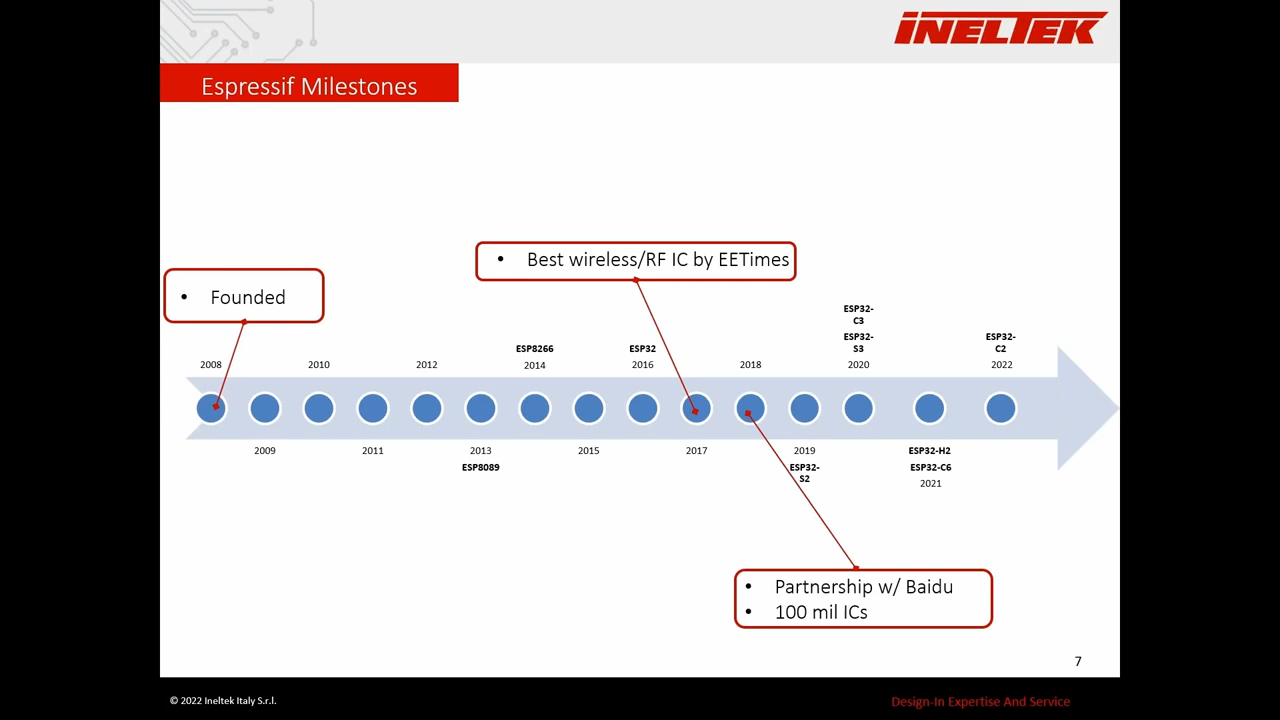 INELTEK
Espressif Milestones
• Best wireless/RF IC by EETimes
• Founded
ESP32-
C3
ESP32-
S3
2020
ESP32-
C2
2022
ESP8266
2014
ESP32
2016
2008
2010
2012
2018
2009
2011
2013
ESP8089
2015
2017
2019
ESP32-
S2
ESP32-H2
ESP32-C6
2021
• Partnership w/ Baidu
• 100 mil ICs
7
© 2022 Ineltek Italy S.r.l.
Design-In Expertise And Service